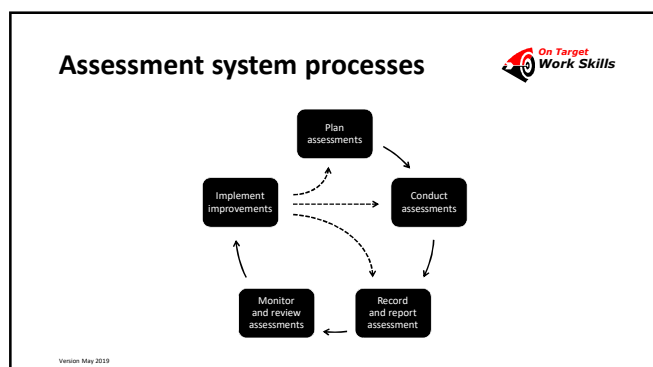 Assessment system processes
On Target
Work Skills
Plan
assessments
Conduct
assessments
Record
and report
assessment
Monitor
and review
assessments
Implement
improvements
Version May 2019